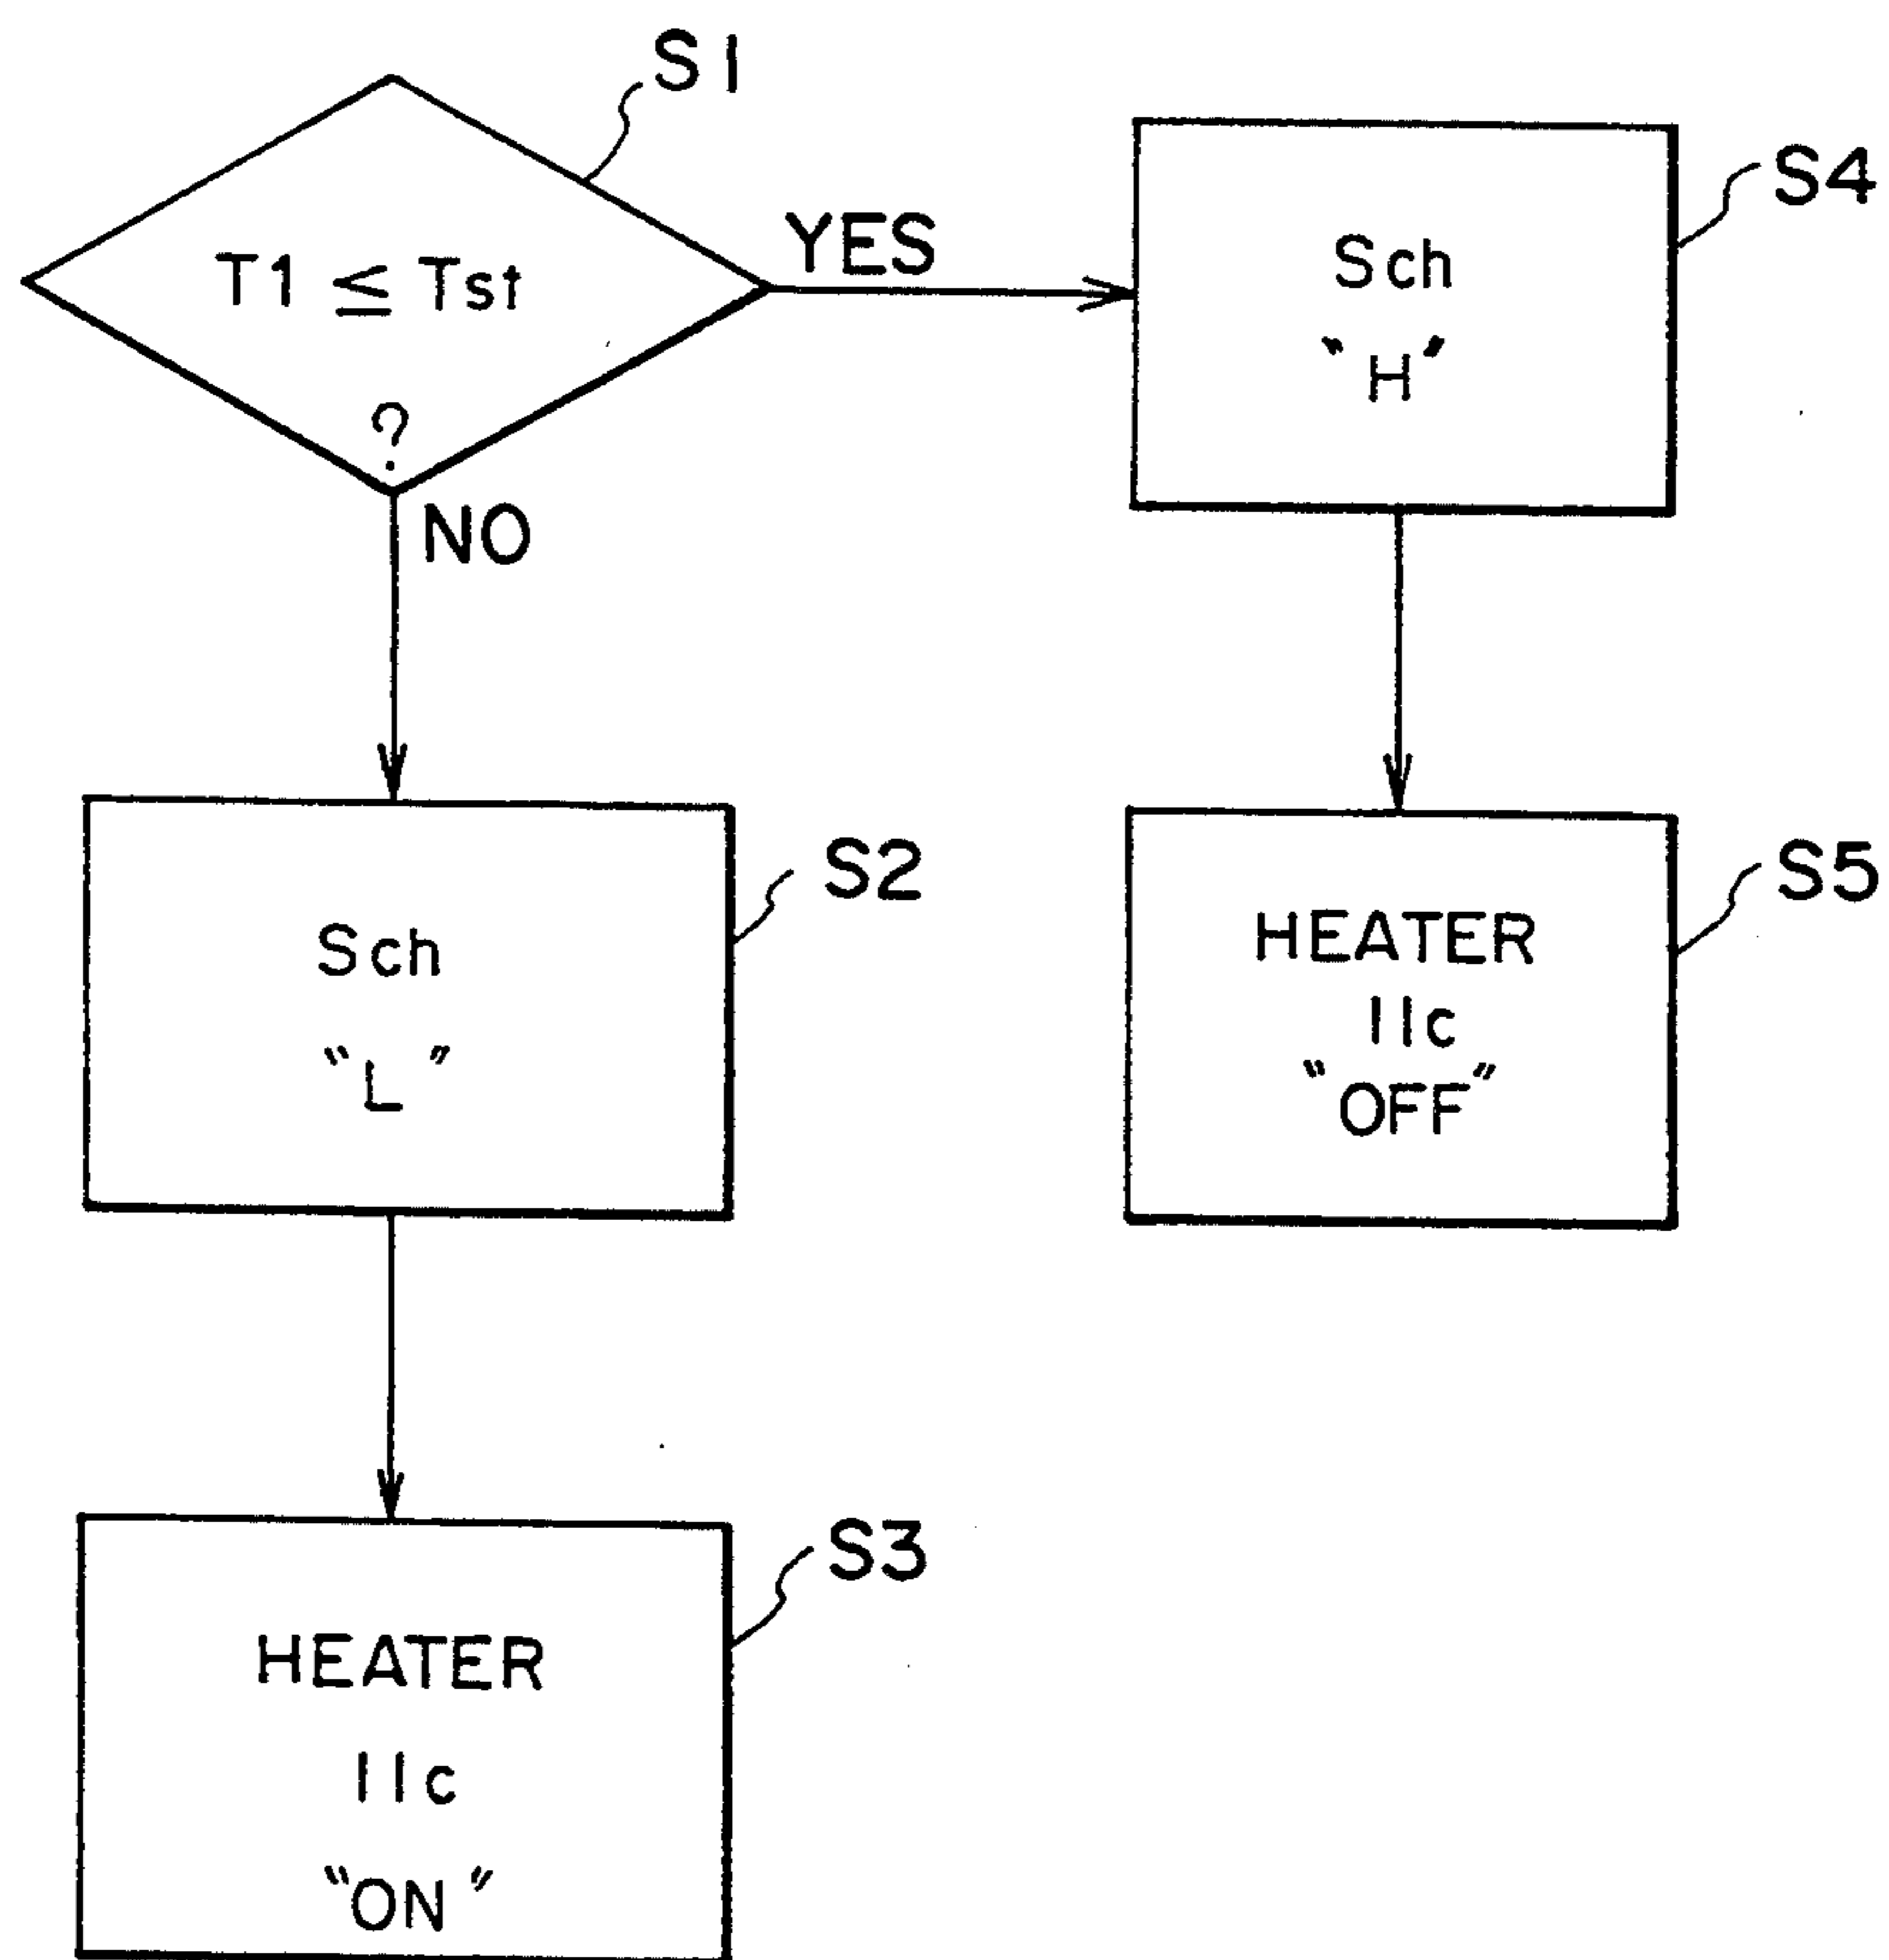 S1
T1 ≤ Tst
?
YES
NO
S4
Sch
"H"
S2
Sch
"L"
S5
HEATER
11c
"OFF"
S3
HEATER
11c
"ON"